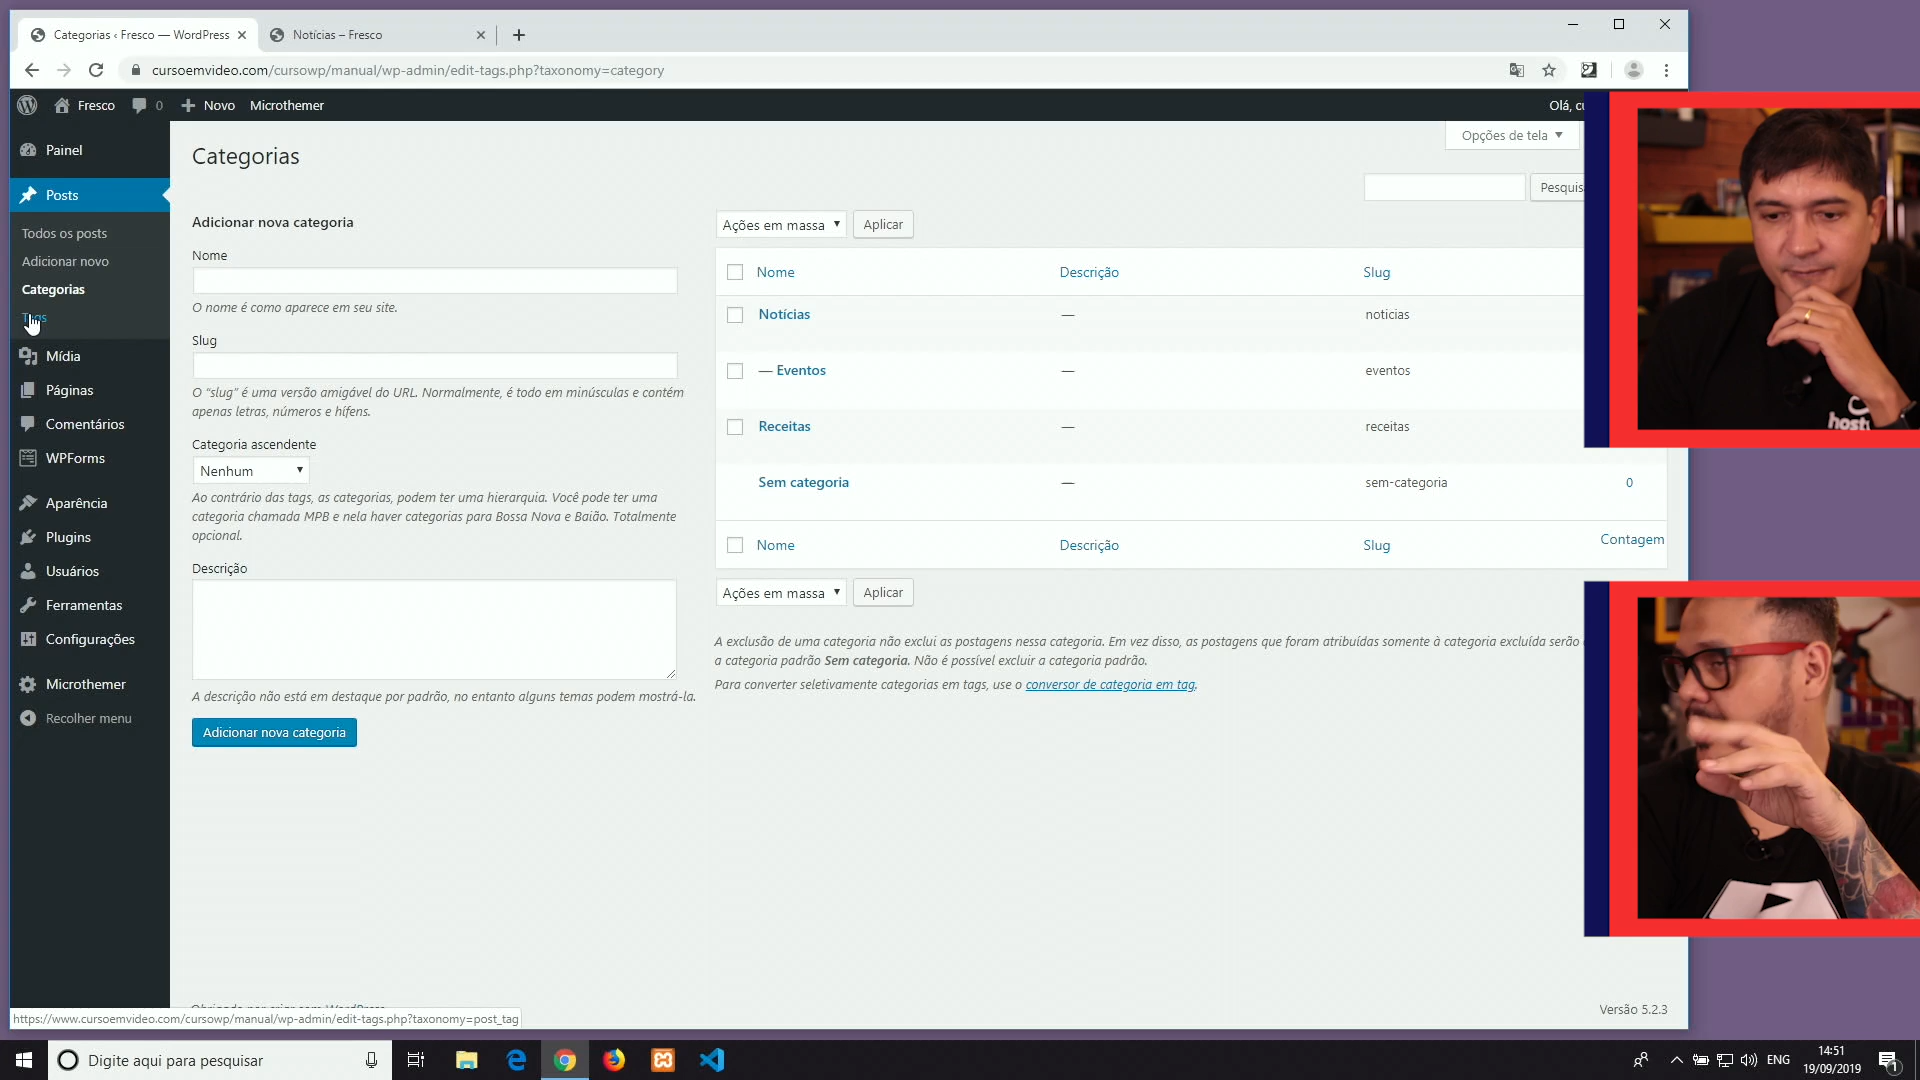 Categorias ‹ Fresco — WordPress
Notícias – Fresco
cursoemvideo.com/cursowp/manual/wp-admin/edit-tags.php?taxonomy=category
Fresco
0
Novo
Microthemer
Olá, cu
Painel
Posts
Todos os posts
Adicionar novo
Categorias
Tags
Mídia
Páginas
Comentários
WPForms
Aparência
Plugins
Usuários
Ferramentas
Configurações
Microthemer
Recolher menu
Categorias
Opções de tela
Pesquis
Adicionar nova categoria
Nome
O nome é como aparece em seu site.
Slug
O “slug” é uma versão amigável do URL. Normalmente, é todo em minúsculas e contém
apenas letras, números e hífens.
Categoria ascendente
Nenhum
Ao contrário das tags, as categorias, podem ter uma hierarquia. Você pode ter uma
categoria chamada MPB e nela haver categorias para Bossa Nova e Baião. Totalmente
opcional.
Descrição
A descrição não está em destaque por padrão, no entanto alguns temas podem mostrá-la.
Adicionar nova categoria
Ações em massa
Aplicar
Nome Descrição Slug
Notícias — noticias
— Eventos — eventos
Receitas — receitas
Sem categoria — sem-categoria 0
Nome Descrição Slug Contagem
Ações em massa
Aplicar
A exclusão de uma categoria não exclui as postagens nessa categoria. Em vez disso, as postagens que foram atribuídas somente à categoria excluída serão
a categoria padrão Sem categoria. Não é possível excluir a categoria padrão.
Para converter seletivamente categorias em tags, use o conversor de categoria em tag.
Versão 5.2.3
https://www.cursoemvideo.com/cursowp/manual/wp-admin/edit-tags.php?taxonomy=post_tag
Digite aqui para pesquisar
ENG
14:51
19/09/2019
1